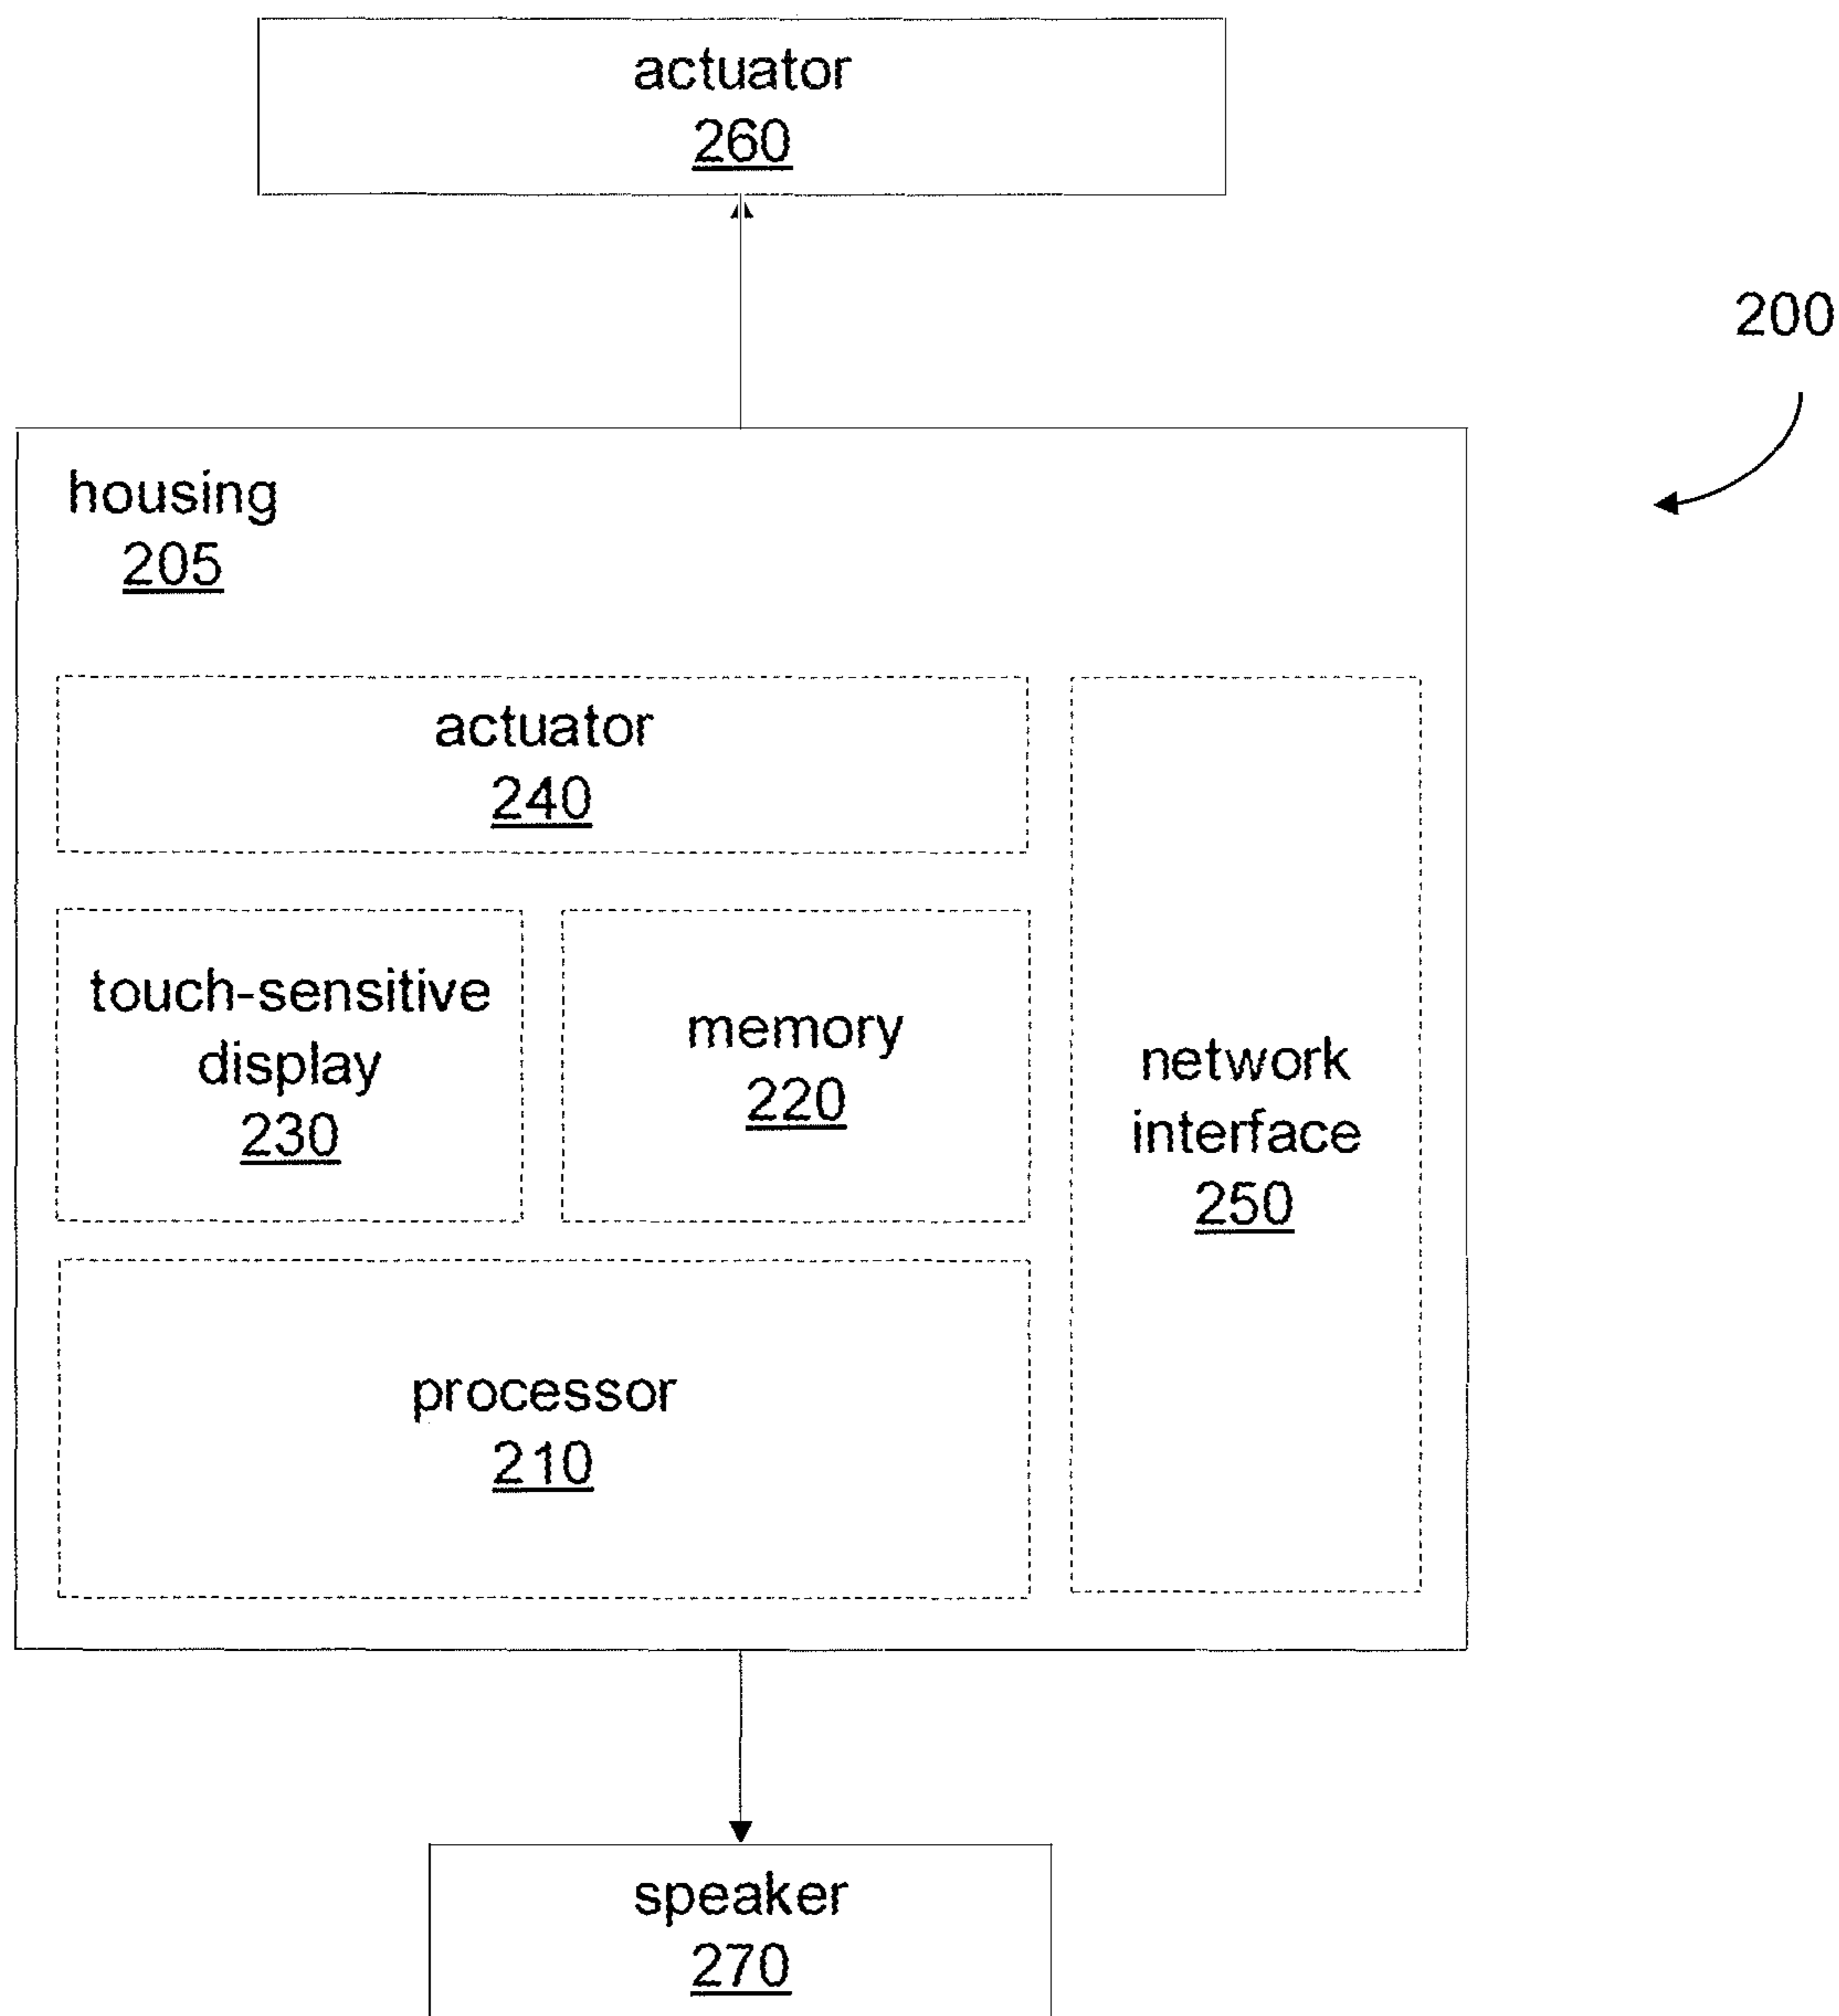 actuator
260
200
housing
205
actuator
240
touch-sensitive
display
230
memory
220
network
interface
250
processor
210
speaker
270